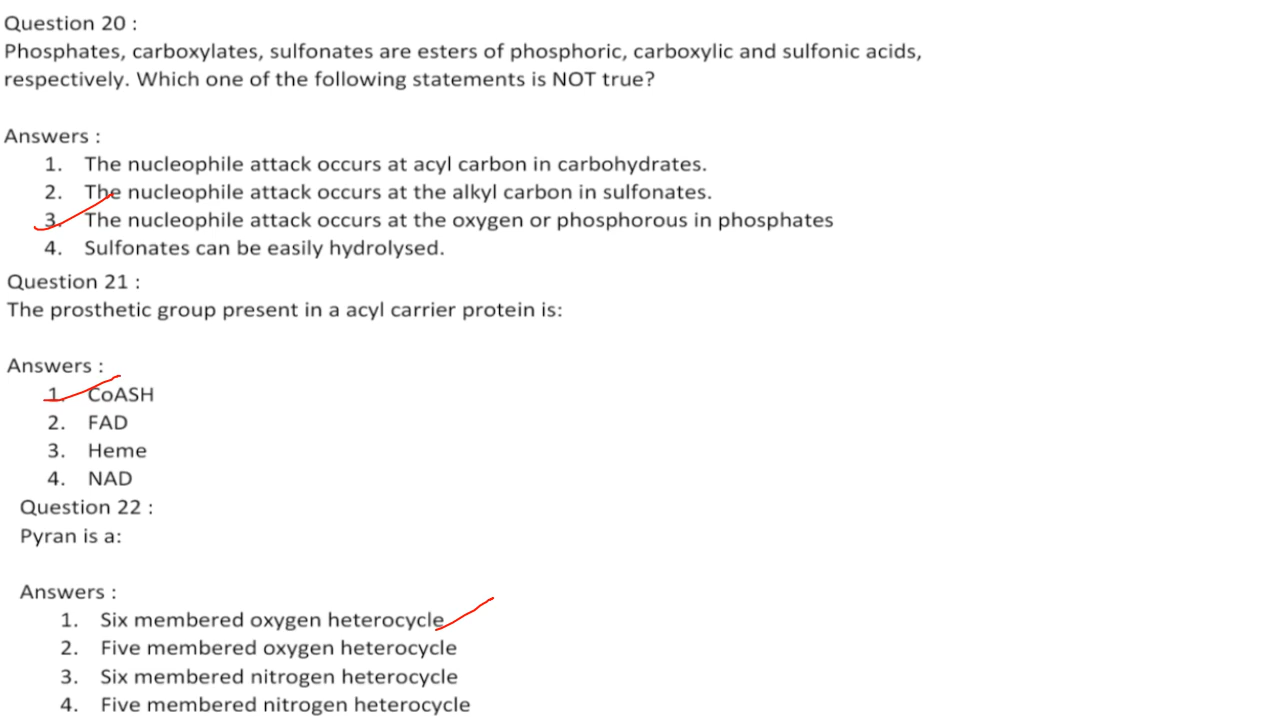 Question 20 :
Phosphates, carboxylates, sulfonates are esters of phosphoric, carboxylic and sulfonic acids,
respectively. Which one of the following statements is NOT true?
Answers :
1. The nucleophile attack occurs at acyl carbon in carbohydrates.
2. The nucleophile attack occurs at the alkyl carbon in sulfonates.
3. The nucleophile attack occurs at the oxygen or phosphorous in phosphates
4. Sulfonates can be easily hydrolysed.
Question 21 :
The prosthetic group present in a acyl carrier protein is:
Answers :
1. CoASH
2. FAD
3. Heme
4. NAD
Question 22 :
Pyran is a:
Answers :
1. Six membered oxygen heterocycle
2. Five membered oxygen heterocycle
3. Six membered nitrogen heterocycle
4. Five membered nitrogen heterocycle